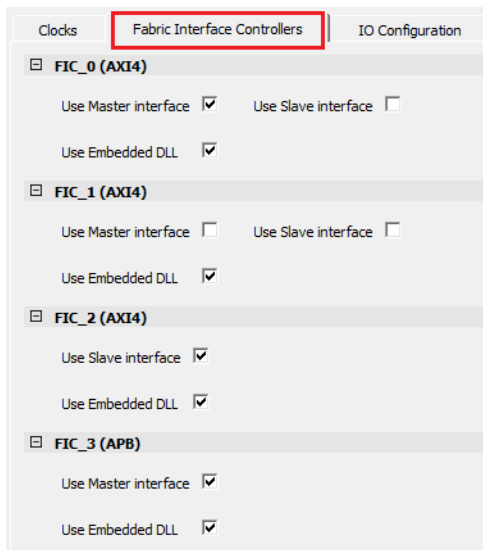 Clocks Fabric Interface Controllers IO Configuration
FIC_0 (AXI4)
Use Master interface Use Slave interface
Use Embedded DLL
FIC_1 (AXI4)
Use Master interface Use Slave interface
Use Embedded DLL
FIC_2 (AXI4)
Use Slave interface
Use Embedded DLL
FIC_3 (APB)
Use Master interface
Use Embedded DLL